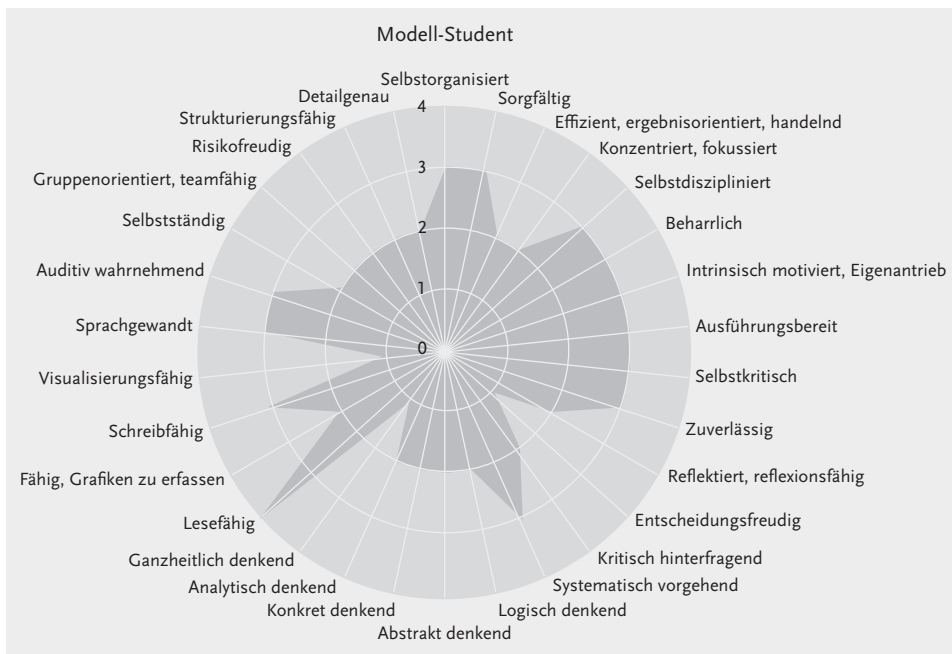 Modell-Student
Selbstorganisiert
Sorgfältig
Effizient, ergebnisorientiert, handelnd
Konzentriert, fokussiert
Selbstdiszipliniert
Beharrlich
Intrinsisch motiviert, Eigenantrieb
Ausführungsbereit
Selbstkritisch
Zuverlässig
Reflektiert, reflexionsfähig
Entscheidungsfreudig
Kritisch hinterfragend
Systematisch vorgehend
Logisch denkend
Abstrakt denkend
Konkret denkend
Analytisch denkend
Ganzheitlich denkend
Lesefähig
Fähig, Grafiken zu erfassen
Schreibfähig
Visualisierungsfähig
Sprachgewandt
Auditiv wahrnehmend
Selbstständig
Gruppenorientiert, teamfähig
Risikofreudig
Strukturierungsfähig
Detailgenau
4
3
2
1
0